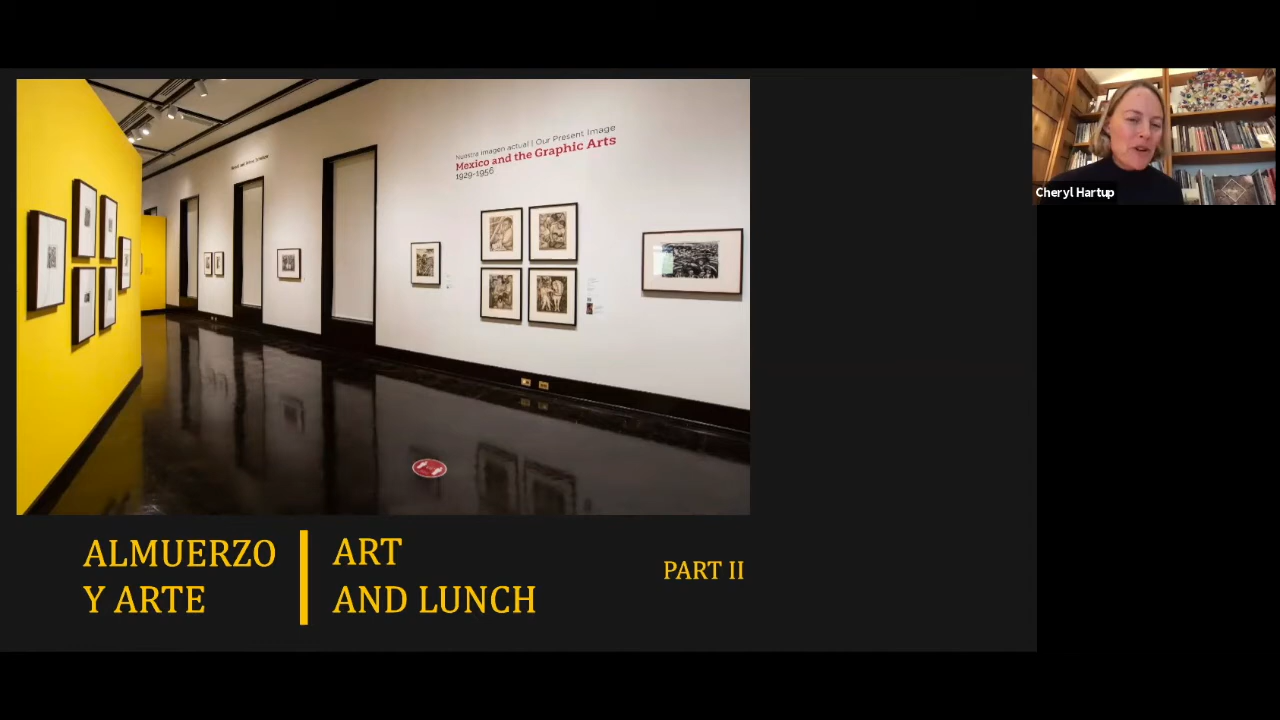 Nuestra imagen actual | Our Present Image
Mexico and the Graphic Arts
1929-1956
Cheryl Hartup
ALMUERZO
Y ARTE
ART
AND LUNCH
PART II